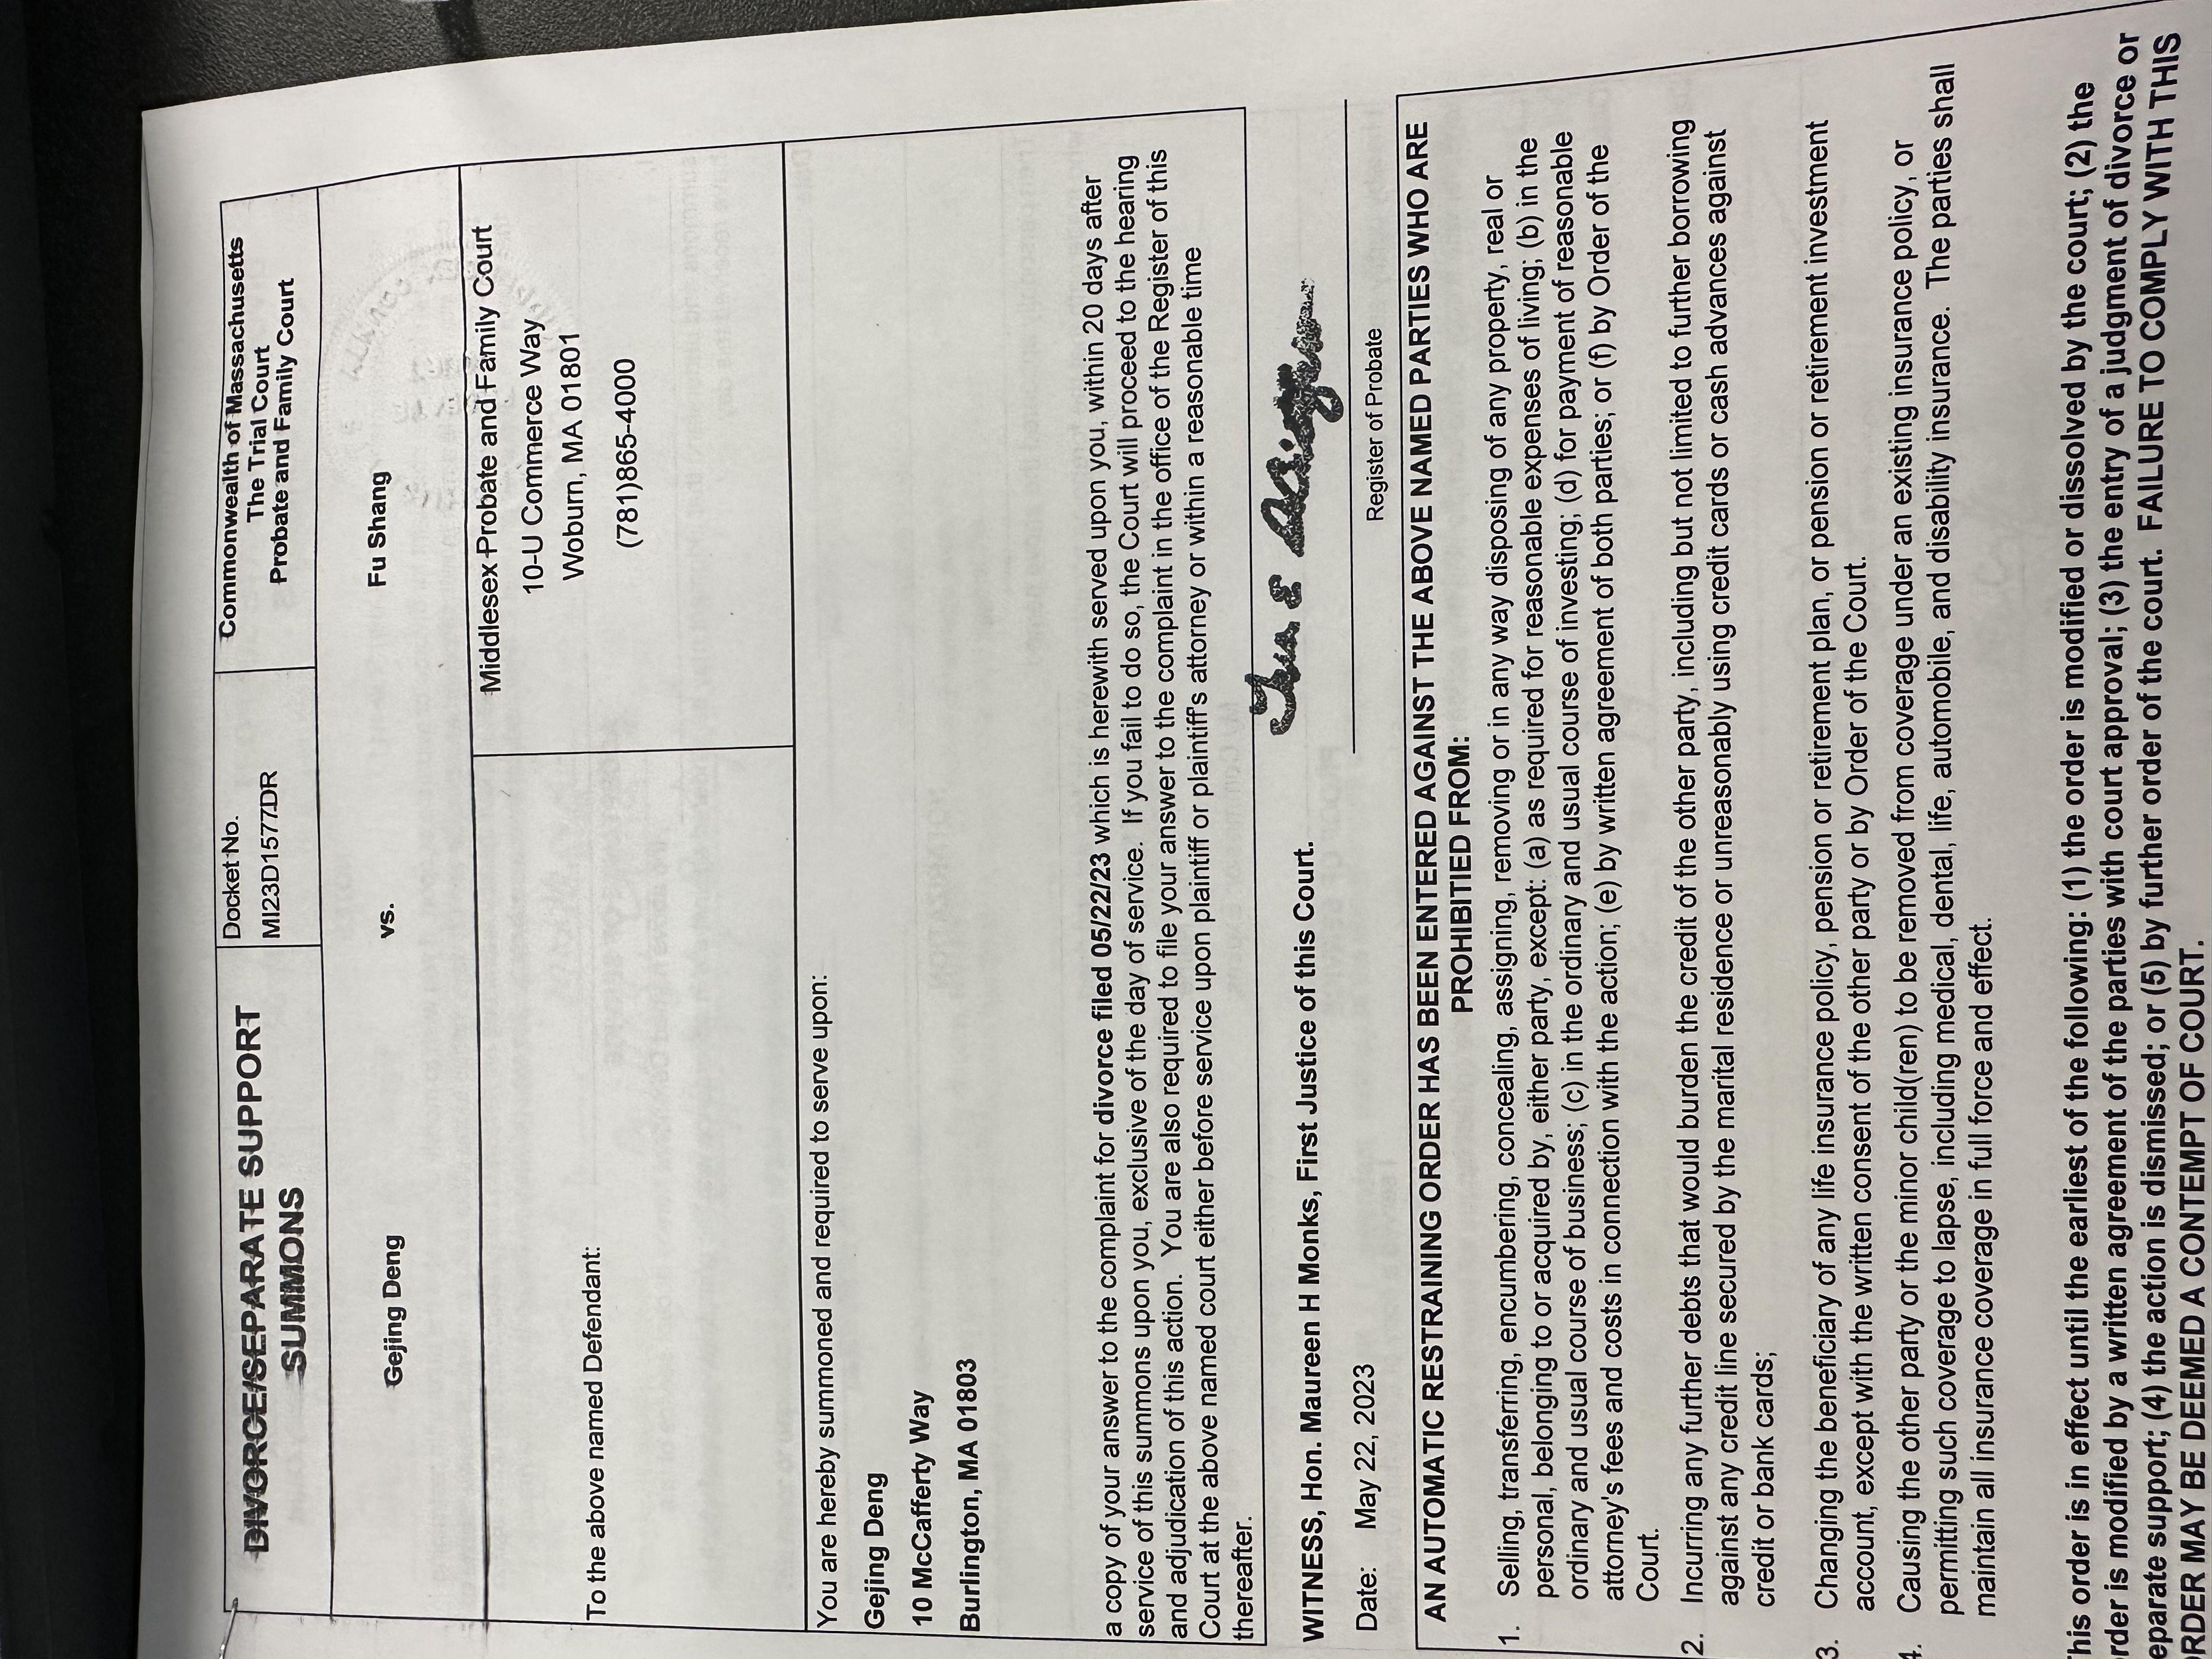 DIVORCE/SEPARATE SUPPORT
SUMMONS
Docket No.
MI23D1577DR
Commonwealth of Massachusetts
The Trial Court
Probate and Family Court
Gejing Deng
vs.
Fu Shang
To the above named Defendant:
Middlesex Probate and Family Court
10-U Commerce Way
Woburn, MA 01801
(781)865-4000
You are hereby summoned and required to serve upon:
Gejing Deng
10 McCafferty Way
Burlington, MA 01803
a copy of your answer to the complaint for divorce filed 05/22/23 which is herewith served upon you, within 20 days after
service of this summons upon you, exclusive of the day of service. If you fail to do so, the Court will proceed to the hearing
and adjudication of this action. You are also required to file your answer to the complaint in the office of the Register of this
Court at the above named court either before service upon plaintiff or plaintiff's attorney or within a reasonable time
thereafter.
WITNESS, Hon. Maureen H Monks, First Justice of this Court.
Date: May 22, 2023
Register of Probate
AN AUTOMATIC RESTRAINING ORDER HAS BEEN ENTERED AGAINST THE ABOVE NAMED PARTIES WHO ARE
PROHIBITIED FROM:
1. Selling, transferring, encumbering, concealing, assigning, removing or in any way disposing of any property, real or
personal, belonging to or acquired by, either party, except: (a) as required for reasonable expenses of living; (b) in the
ordinary and usual course of business; (c) in the ordinary and usual course of investing; (d) for payment of reasonable
attorney's fees and costs in connection with the action; (e) by written agreement of both parties; or (f) by Order of the
Court.
2. Incurring any further debts that would burden the credit of the other party, including but not limited to further borrowing
against any credit line secured by the marital residence or unreasonably using credit cards or cash advances against
credit or bank cards;
3. Changing the beneficiary of any life insurance policy, pension or retirement plan, or pension or retirement investment
account, except with the written consent of the other party or by Order of the Court.
4. Causing the other party or the minor child(ren) to be removed from coverage under an existing insurance policy, or
permitting such coverage to lapse, including medical, dental, life, automobile, and disability insurance. The parties shall
maintain all insurance coverage in full force and effect.
his order is in effect until the earliest of the following: (1) the order is modified or dissolved by the court; (2) the
rder is modified by a written agreement of the parties with court approval; (3) the entry of a judgment of divorce or
eparate support; (4) the action is dismissed; or (5) by further order of the court. FAILURE TO COMPLY WITH THIS
RDER MAY BE DEEMED A CONTEMPT OF COURT.